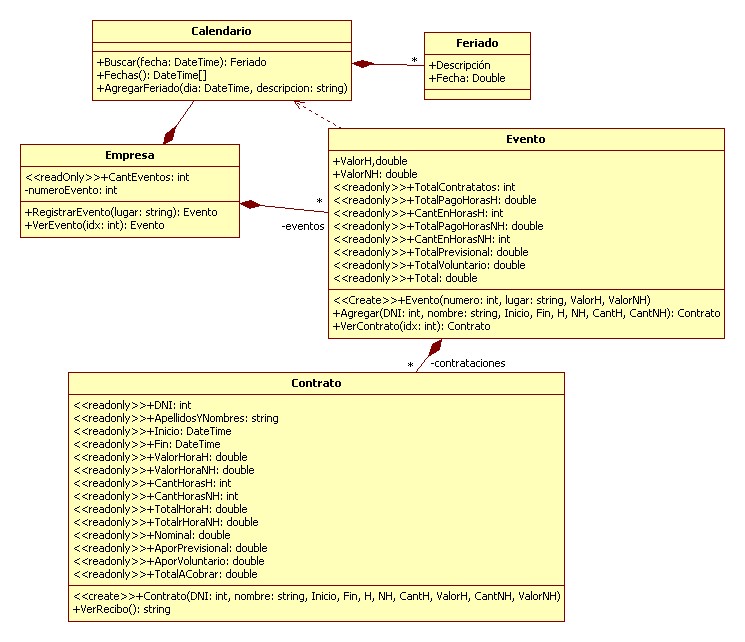 Calendario
+Buscar(fecha: DateTime): Feriado
+Fechas(): DateTime[]
+AgregarFeriado(dia: DateTime, descripcion: string)
*
Feriado
+Descripción
+Fecha: Double
Empresa
<<readOnly>>+CantEventos: int
-numeroEvento: int
+RegistrarEvento(lugar: string): Evento
+VerEvento(idx: int): Evento
*
-eventos
Evento
+ValorH,double
+ValorNH: double
<<readonly>>+TotalContratatos: int
<<readonly>>+TotalPagoHorasH: double
<<readonly>>+CantEnHorasH: int
<<readonly>>+TotalPagoHorasNH: double
<<readonly>>+CantEnHorasNH: int
<<readonly>>+TotalPrevisional: double
<<readonly>>+TotalVoluntario: double
<<readonly>>+Total: double
<<Create>>+Evento(numero: int, lugar: string, ValorH, ValorNH)
+Agregar(DNI: int, nombre: string, Inicio, Fin, H, NH, CantH, CantNH): Contrato
+VerContrato(idx: int): Contrato
*
-contrataciones
Contrato
<<readonly>>+DNI: int
<<readonly>>+ApellidosYNombres: string
<<readonly>>+Inicio: DateTime
<<readonly>>+Fin: DateTime
<<readonly>>+ValorHoraH: double
<<readonly>>+ValorHoraNH: double
<<readonly>>+CantHorasH: int
<<readonly>>+CantHorasNH: int
<<readonly>>+TotalHoraH: double
<<readonly>>+TotalrHoraNH: double
<<readonly>>+Nominal: double
<<readonly>>+AporPrevisional: double
<<readonly>>+AporVoluntario: double
<<readonly>>+TotalACobrar: double
<<create>>+Contrato(DNI: int, nombre: string, Inicio, Fin, H, NH, CantH, ValorH, CantNH, ValorNH)
+VerRecibo(): string